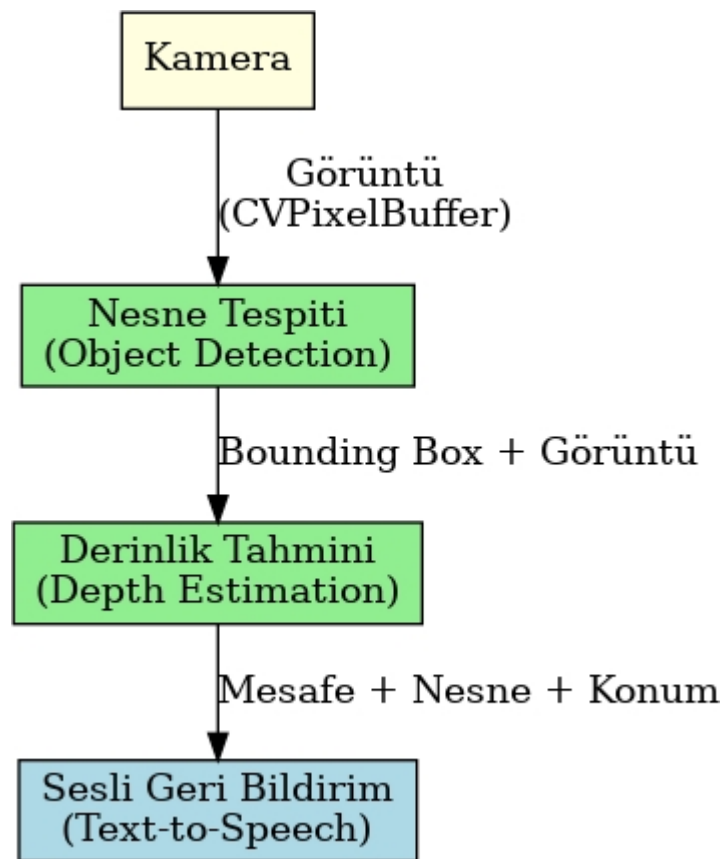 Kamera
Görüntü
(CVPixelBuffer)
Nesne Tespiti
(Object Detection)
Bounding Box + Görüntü
Derinlik Tahmini
(Depth Estimation)
Mesafe + Nesne + Konum
Sesli Geri Bildirim
(Text-to-Speech)